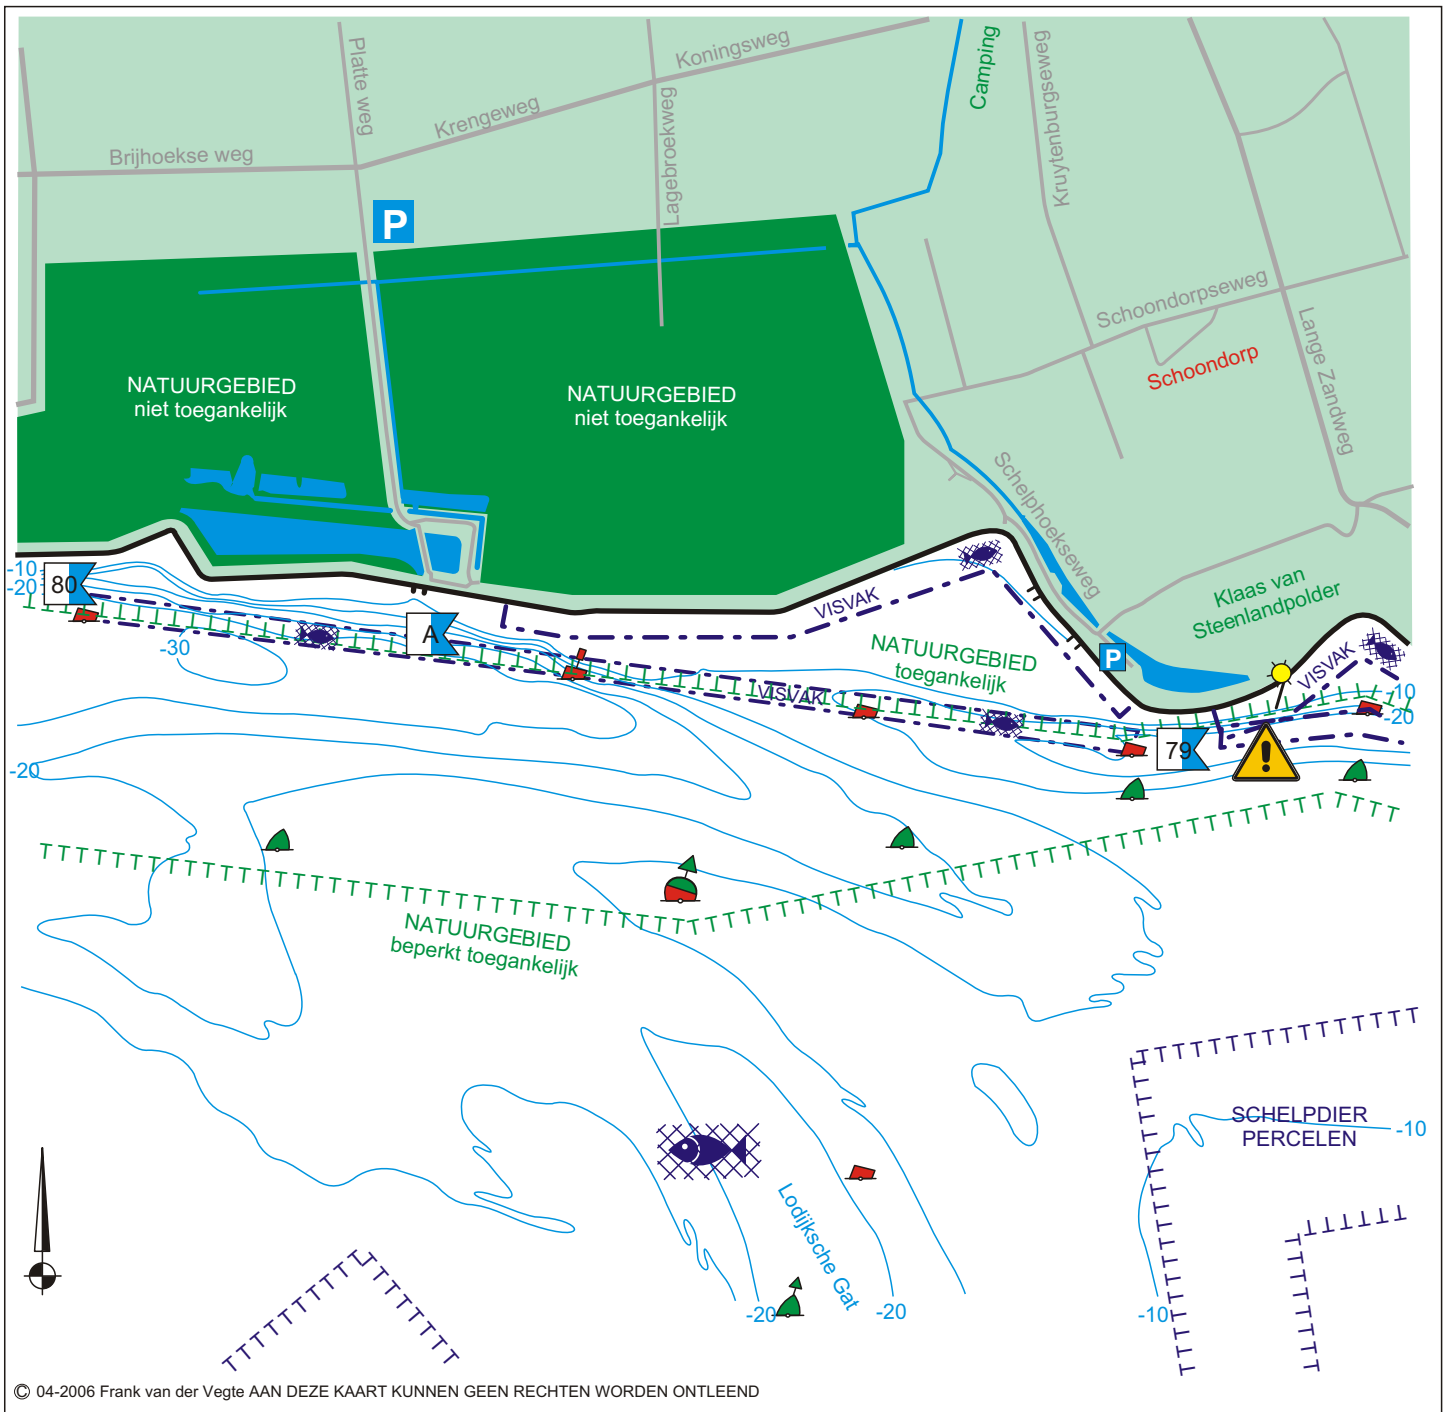 Platte weg
Koningsweg
Camping
Kruytenburgseweg
Krengeweg
Lagebroekweg
Brijhoekse weg
P
Schoondorpseweg
Lange Zandweg
Schoondorp
NATUURGEBIED
niet toegankelijk
NATUURGEBIED
niet toegankelijk
Schelphoekseweg
-10
-20
80
Klaas van
Steenlandpolder
VISVAK
A
-30
NATUURGEBIED
toegankelijk
P
VISVAK
VISVAK
-10
-20
79
!
-20
NATUURGEBIED
beperkt toegankelijk
SCHELPDIER
PERCELEN
-10
Lodijksche Gat
-20
-20
-10
© 04-2006 Frank van der Vegte AAN DEZE KAART KUNNEN GEEN RECHTEN WORDEN ONTLEEND